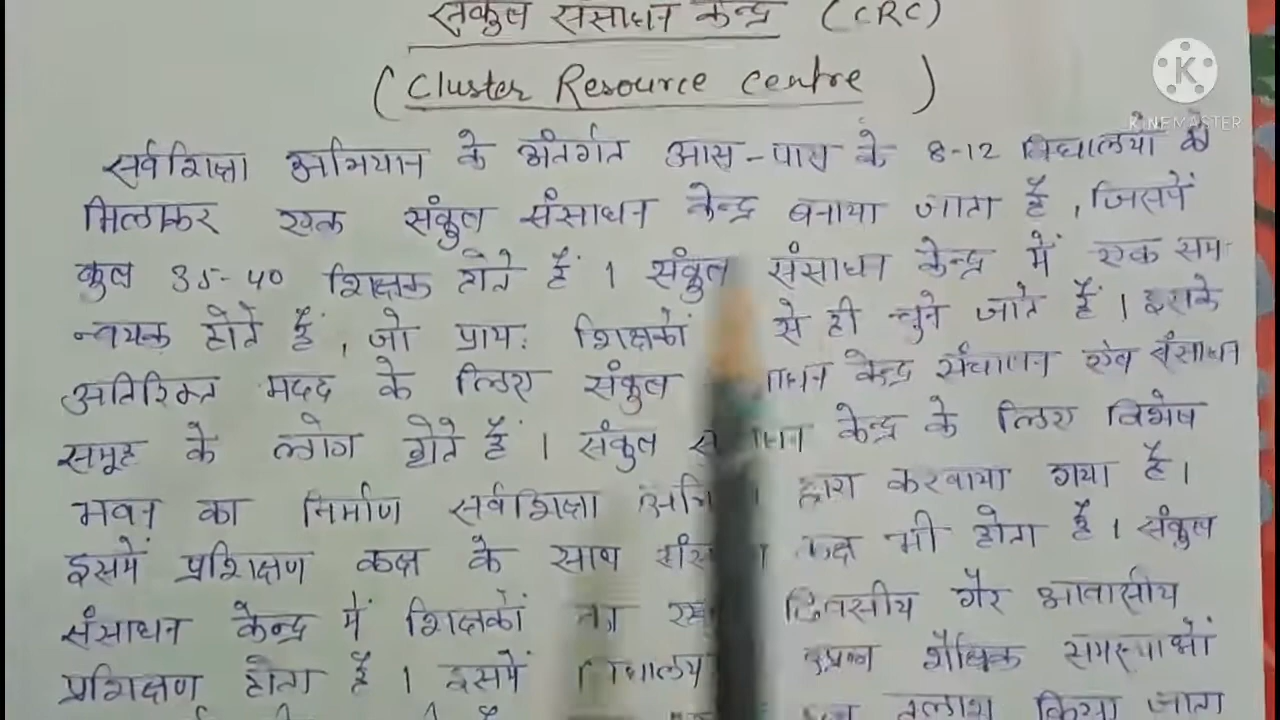 संकुल संसाधन केन्द्र (CRC)
(Cluster Resource Centre)
K
KINEMASTER
सर्वशिक्षा अभियान के अंतर्गत आस-पास के 8-12 विद्यालयों को
मिलाकर एक संकुल संसाधन केन्द्र बनाया जाता है, जिसमें
कुल 35-40 शिक्षक होते हैं । संकुल संसाधन केन्द्र में एक सम-
न्वयक होते हैं, जो प्रायः शिक्षकों से ही चुने जाते हैं । इसके
अतिरिक्त मदद के लिए संकुल केन्द्र एवं संसाधन
समूह के लोग होते हैं । संकुल केन्द्र के लिए विशेष
भवन का निर्माण सर्वशिक्षा द्वारा करवाया गया है ।
इसमें प्रशिक्षण कक्ष के साथ कक्ष भी होता है । संकुल
संसाधन केन्द्र में शिक्षकों का दिवसीय गैर आवासीय
प्रशिक्षण होता है । इसमें शैक्षिक समस्याओं
तलाश किया जाता